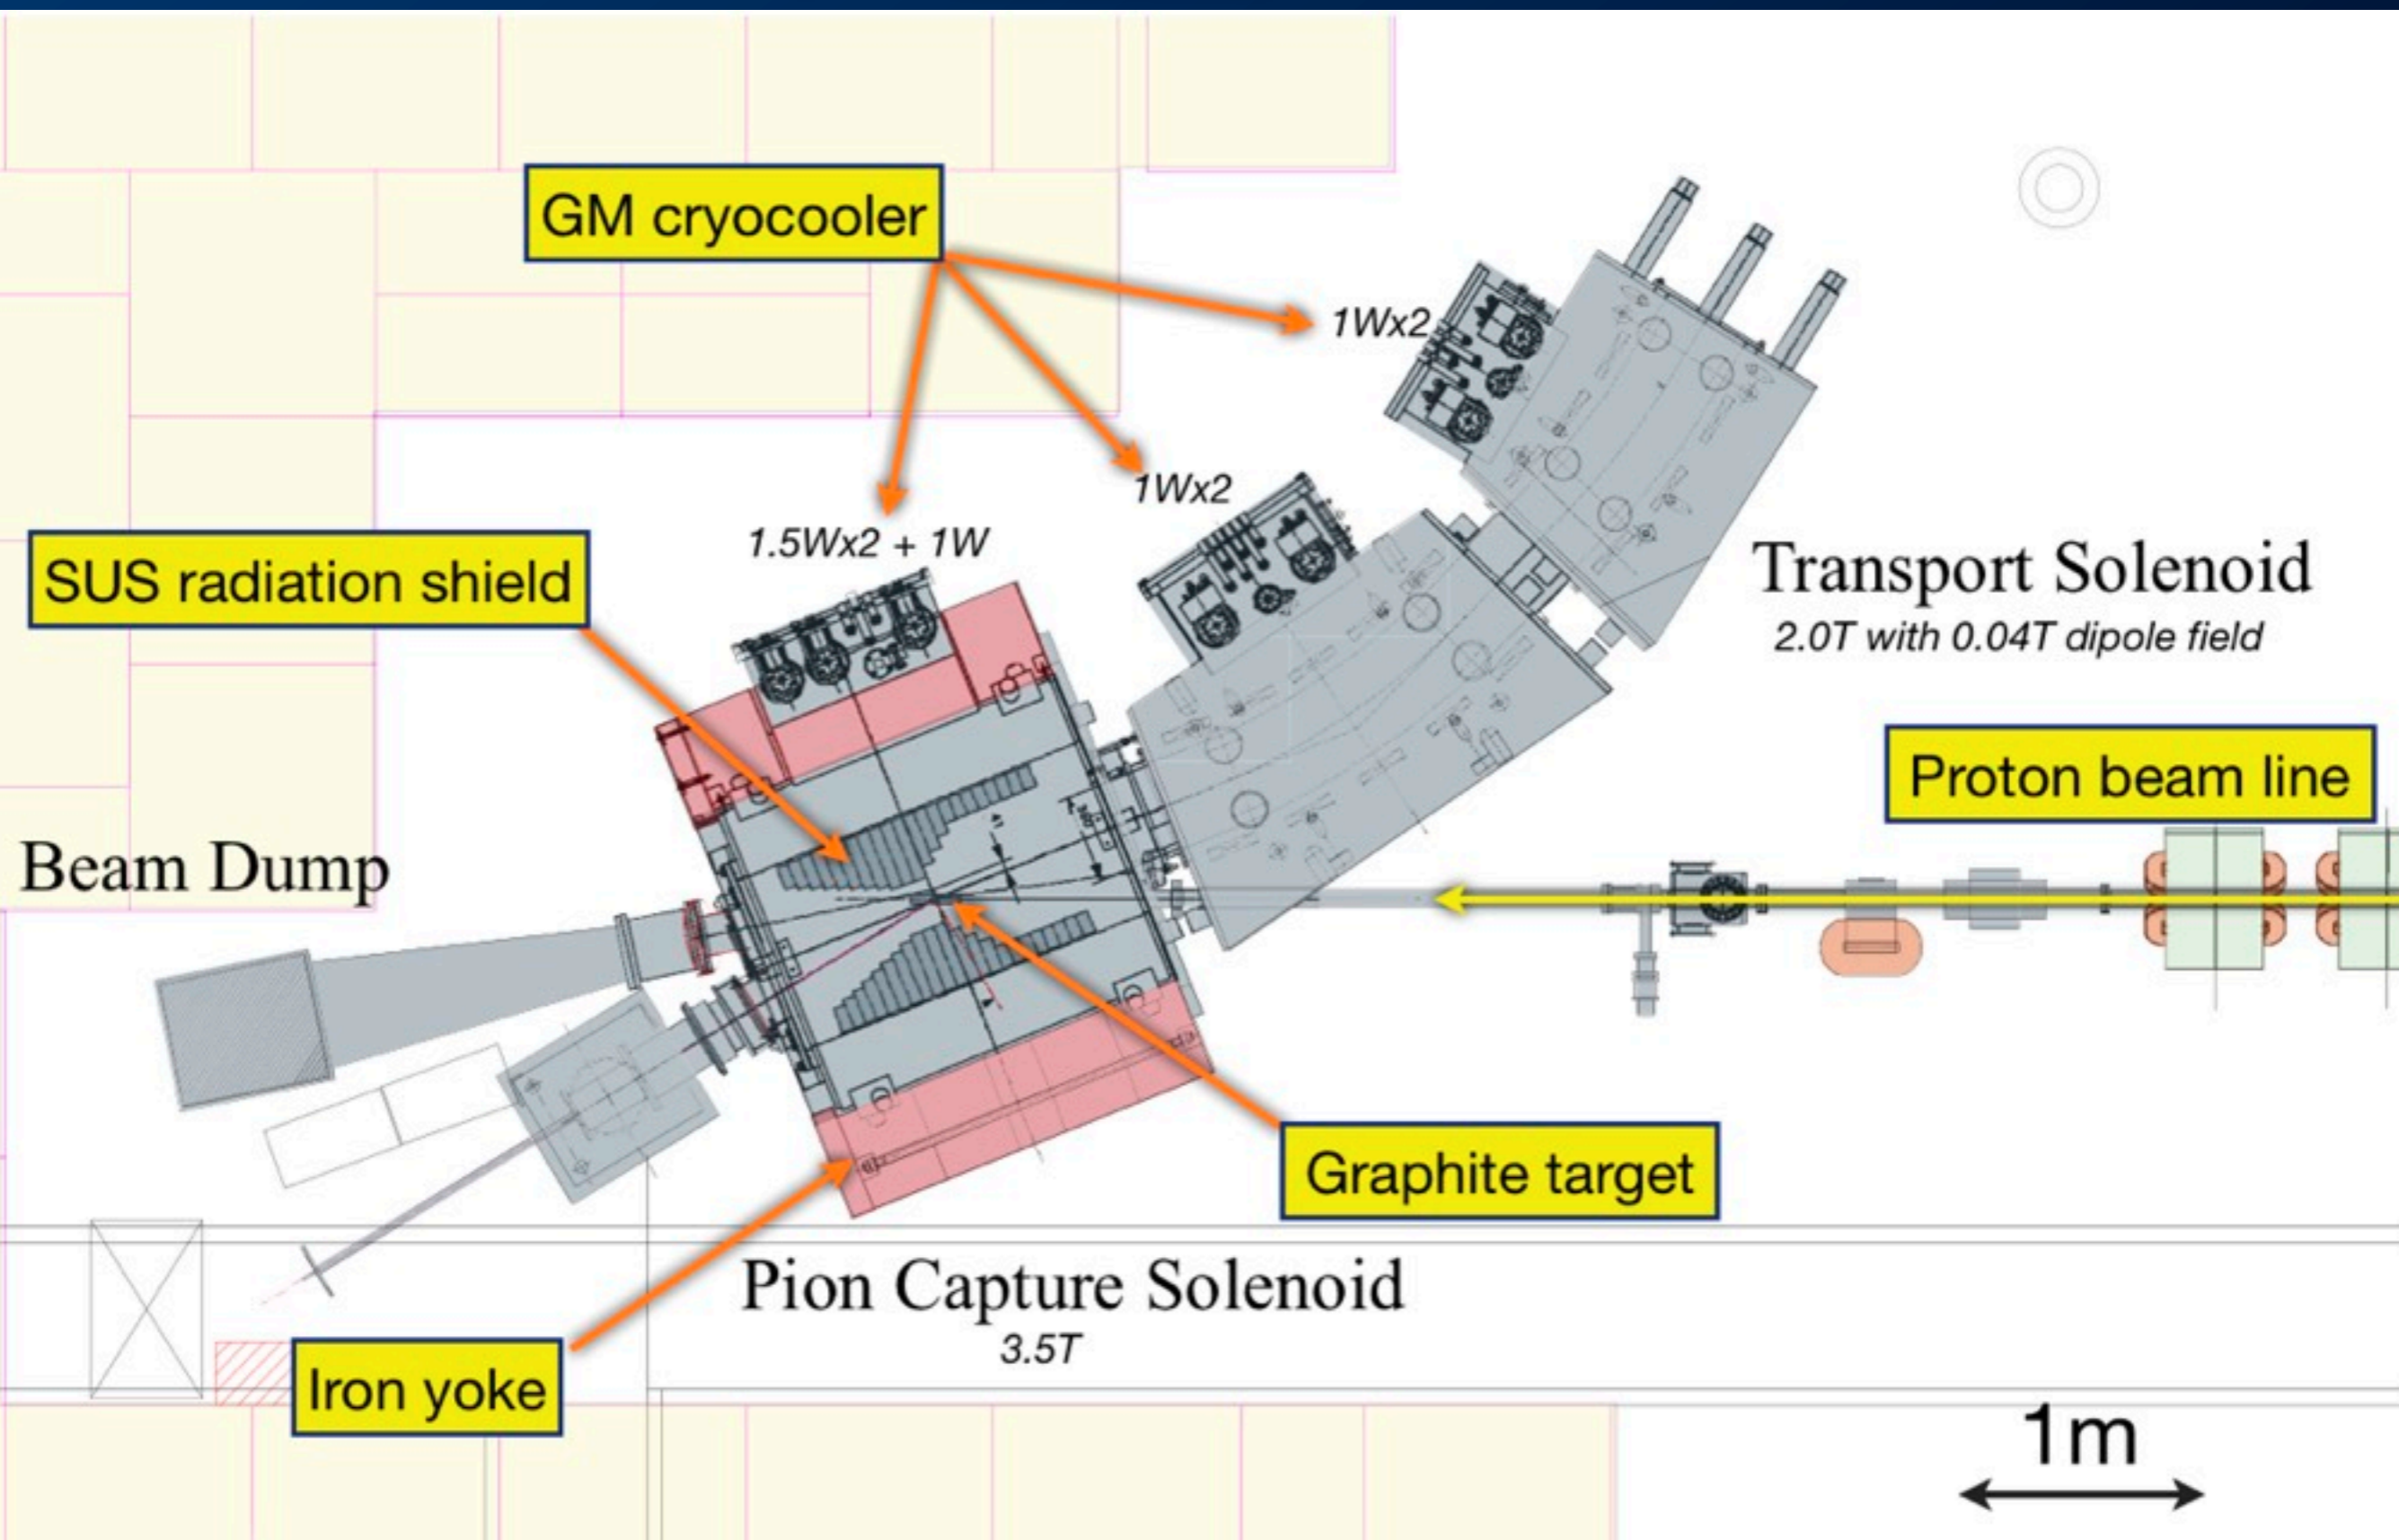 GM cryocooler
1Wx2
1Wx2
1.5Wx2 + 1W
SUS radiation shield
Transport Solenoid
2.0T with 0.04T dipole field
Proton beam line
Beam Dump
Graphite target
Pion Capture Solenoid
3.5T
Iron yoke
1m